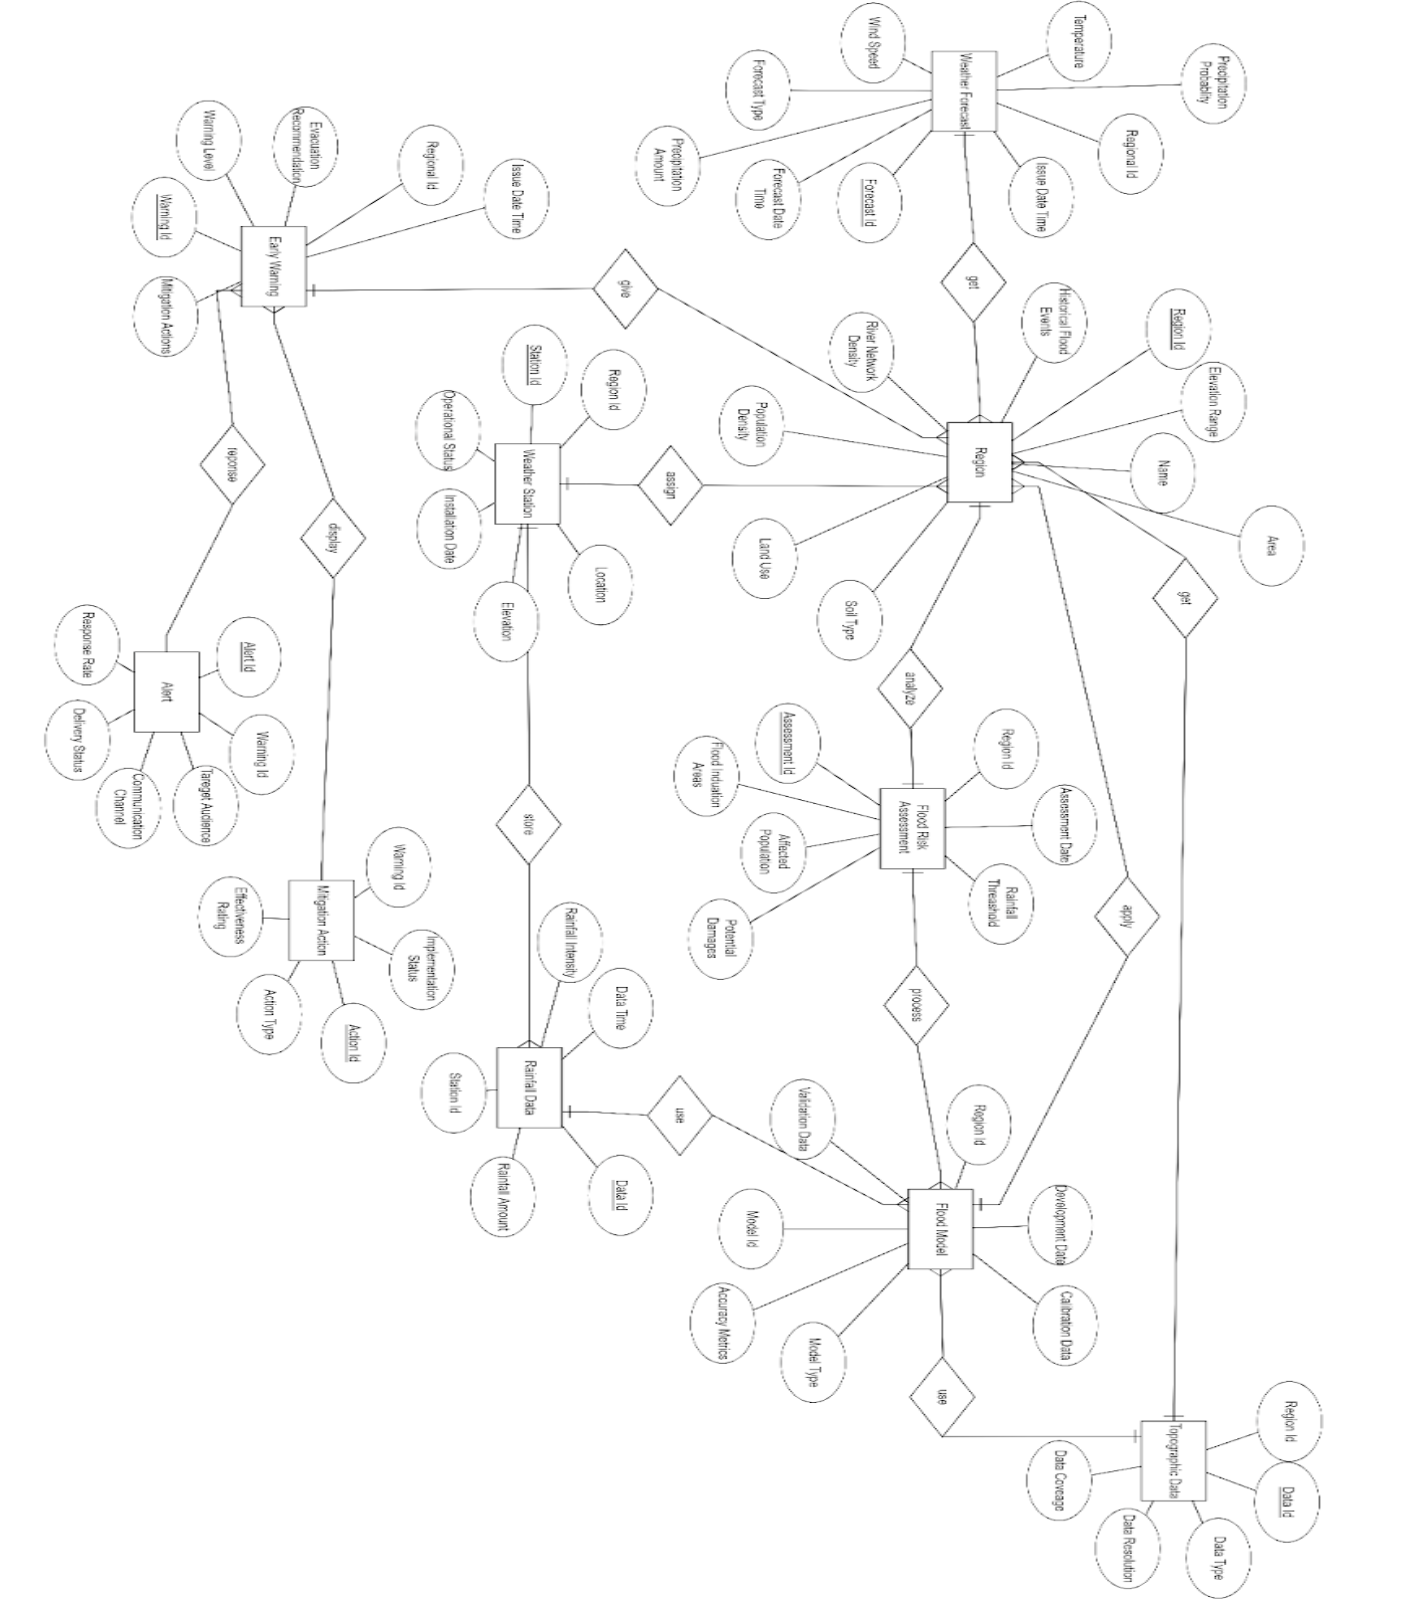 Precipitation
Probablity
Temperature
Regional Id
Wind Speed
Weather Forecast
Issue Date Time
Forecast Type
Precipitation
Amount
Forecast Date
Time
Forecast Id
get
Region Id
Elevation Range
Name
Area
Historical Flood
Events
River Network
Density
Population
Density
Region
Land Use
Soil Type
get
apply
analyze
Region Id
Assessment Date
Rainfall
Threashold
Assessment Id
Flood Risk
Assessment
Flood Induation
Areas
Affected
Population
Potential
Damages
process
Region Id
Development Data
Calibration Data
Validation Data
Flood Model
Model Id
Accuracy Metrics
Model Type
use
Region Id
Data Id
Topographic Data
Data Coveage
Data Resolution
Data Type
give
assign
use
Region Id
Station Id
Location
Weather Station
Operational Status
Installation Date
Elevation
store
Rainfall Intensity
Data Time
Rainfall Data
Station Id
Rainfall Amount
Data Id
Issue Date Time
Regional Id
Evacuation
Recommendation
Warning Level
Warning Id
Early Warning
Mitigation Actions
reponse
display
Alert Id
Warning Id
Alert
Response Rate
Delivery Status
Communication
Channel
Tareget Audience
Warning Id
Implementation
Status
Mitigation Action
Effectiveness
Rating
Action Type
Action Id